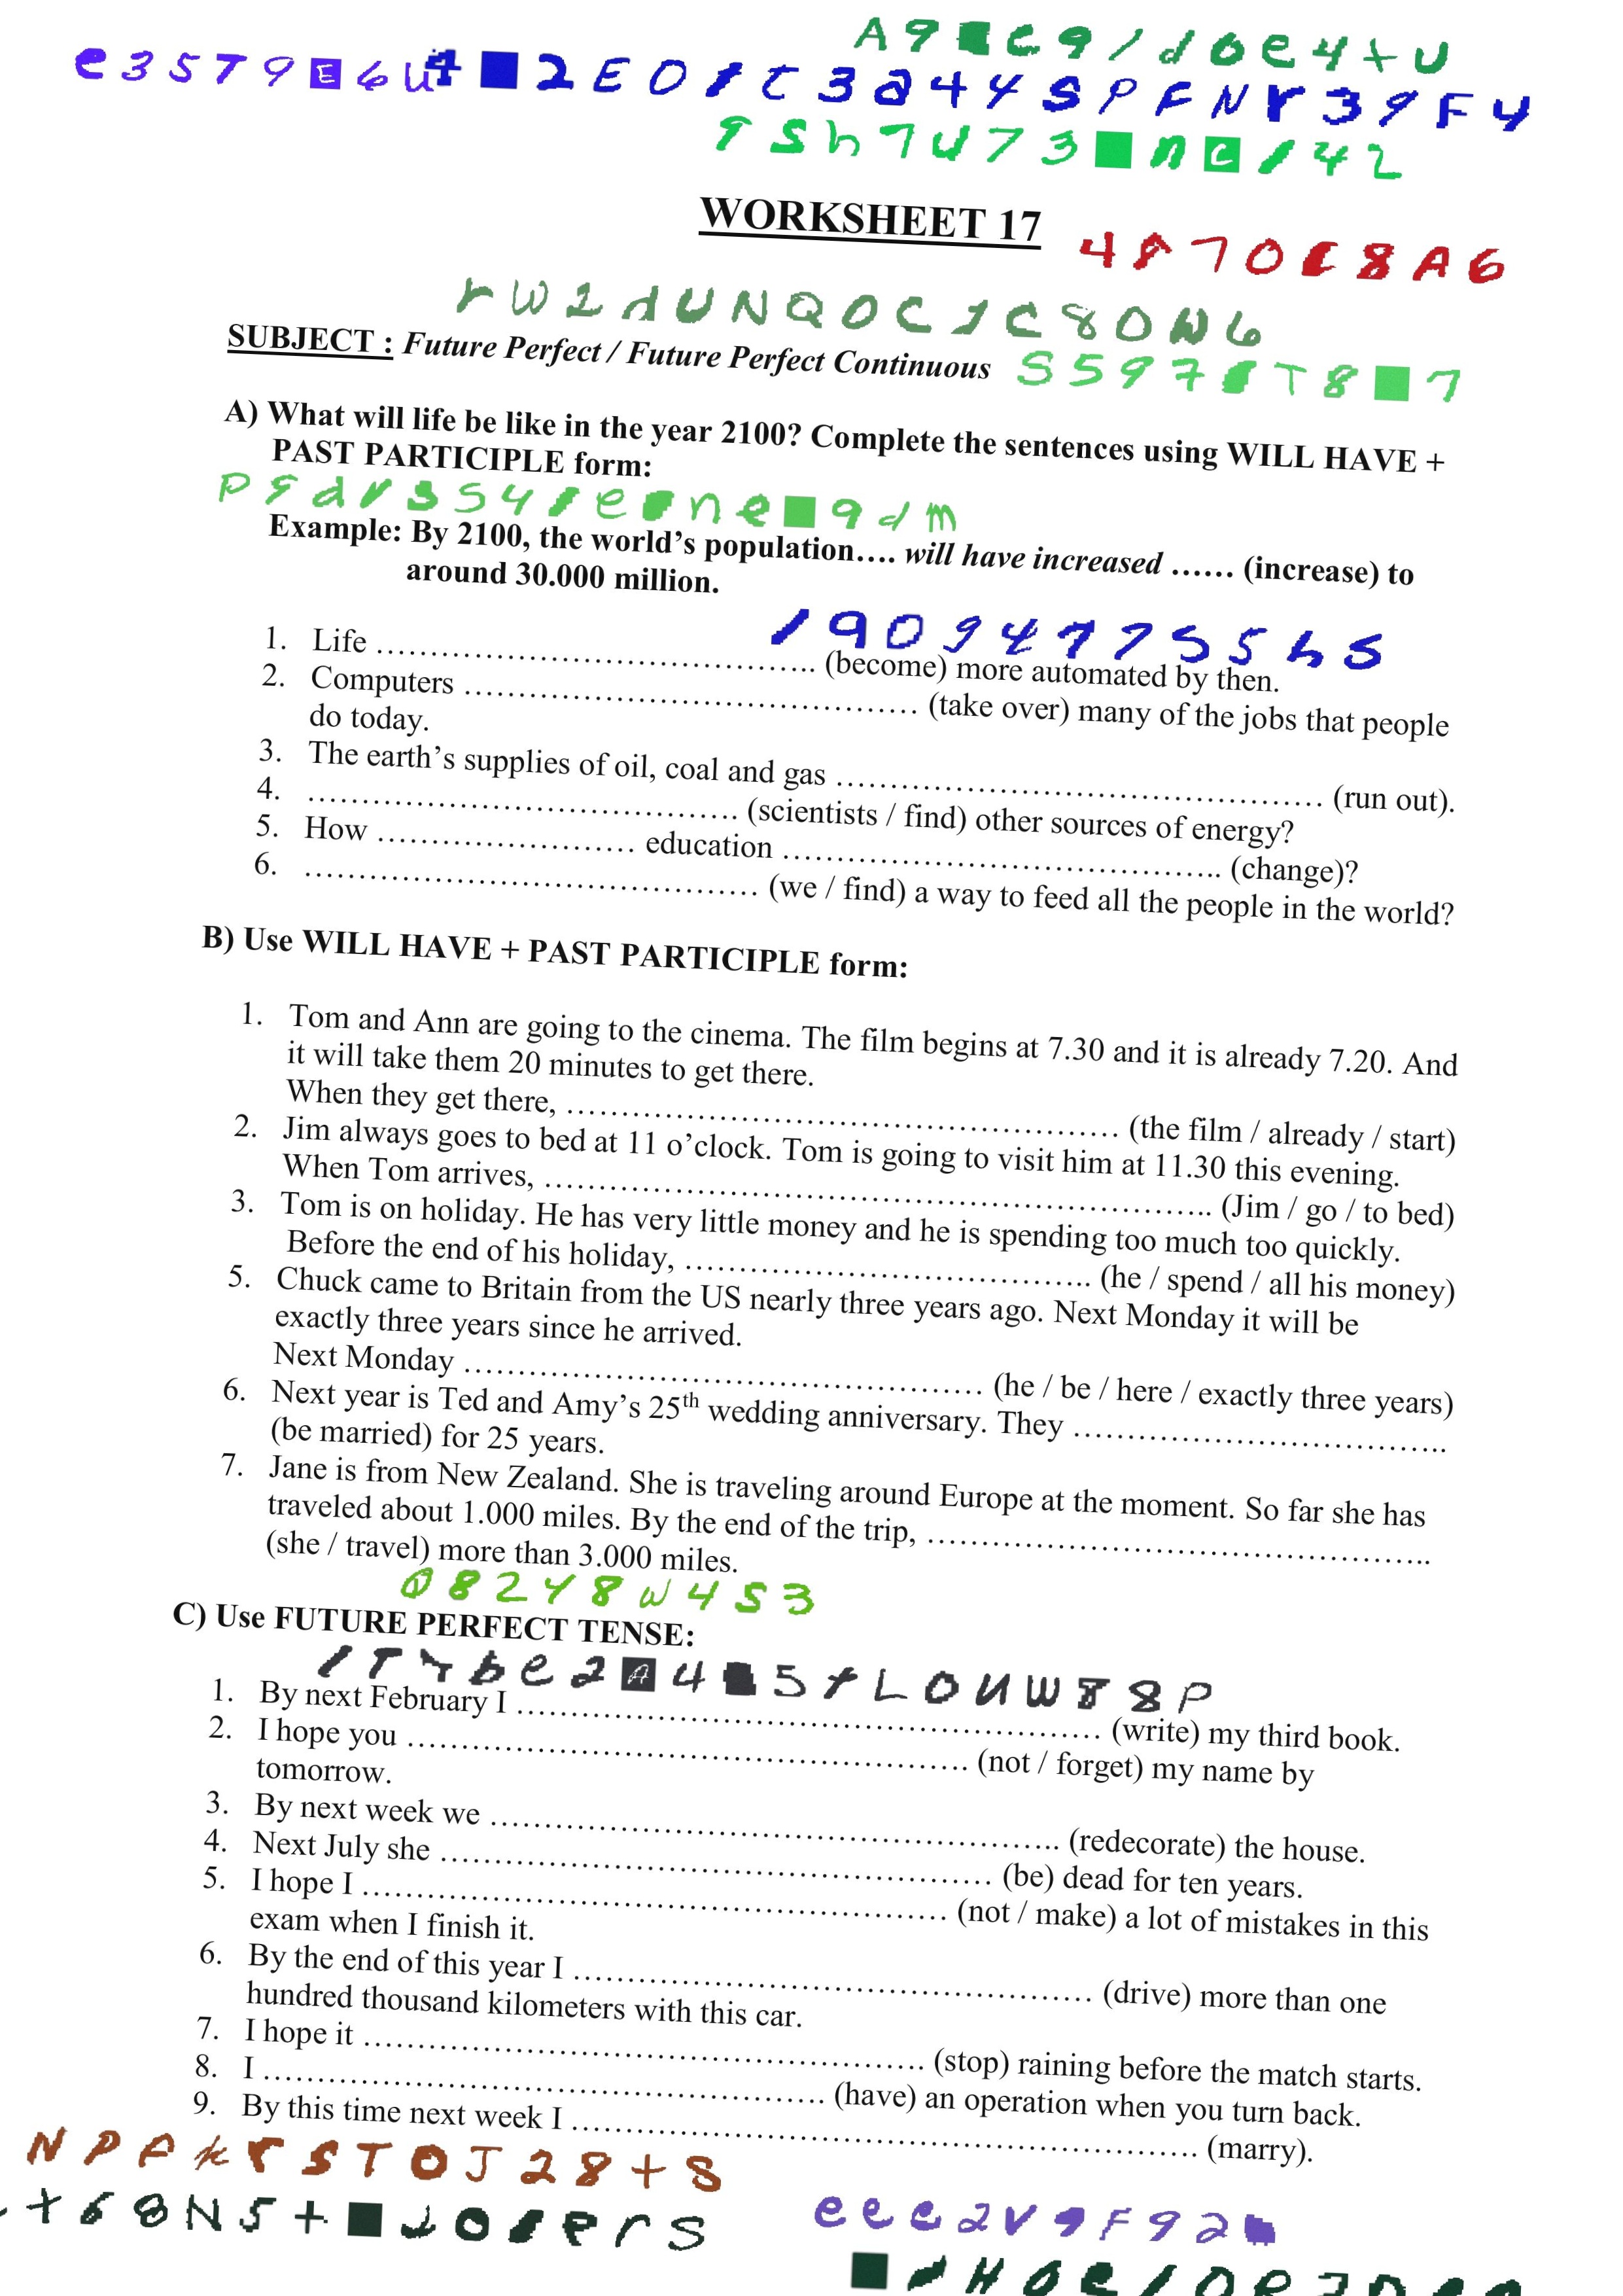 WORKSHEET 17
SUBJECT : Future Perfect / Future Perfect Continuous
A) What will life be like in the year 2100? Complete the sentences using WILL HAVE +
PAST PARTICIPLE form:
Example: By 2100, the world’s population…. will have increased …… (increase) to
around 30.000 million.
1. Life ………………………………….. (become) more automated by then.
2. Computers …………………………………… (take over) many of the jobs that people
do today.
3. The earth’s supplies of oil, coal and gas ……………………………………… (run out).
4. ………………………………….. (scientists / find) other sources of energy?
5. How …………………… education ………………………………….. (change)?
6. …………………………………… (we / find) a way to feed all the people in the world?
B) Use WILL HAVE + PAST PARTICIPLE form:
1. Tom and Ann are going to the cinema. The film begins at 7.30 and it is already 7.20. And
it will take them 20 minutes to get there.
When they get there, …………………………………………… (the film / already / start)
2. Jim always goes to bed at 11 o’clock. Tom is going to visit him at 11.30 this evening.
When Tom arrives, …………………………………………………….. (Jim / go / to bed)
3. Tom is on holiday. He has very little money and he is spending too much too quickly.
Before the end of his holiday, ……………………………….. (he / spend / all his money)
5. Chuck came to Britain from the US nearly three years ago. Next Monday it will be
exactly three years since he arrived.
Next Monday ………………………………………… (he / be / here / exactly three years)
6. Next year is Ted and Amy’s 25th wedding anniversary. They ……………………………..
(be married) for 25 years.
7. Jane is from New Zealand. She is traveling around Europe at the moment. So far she has
traveled about 1.000 miles. By the end of the trip, ………………………………………..
(she / travel) more than 3.000 miles.
08248W4S3
C) Use FUTURE PERFECT TENSE:
1. By next February I ……………………………………………… (write) my third book.
2. I hope you ……………………………………………. (not / forget) my name by
tomorrow.
3. By next week we …………………………………………….. (redecorate) the house.
4. Next July she …………………………………………… (be) dead for ten years.
5. I hope I ……………………………………………… (not / make) a lot of mistakes in this
exam when I finish it.
6. By the end of this year I ………………………………………… (drive) more than one
hundred thousand kilometers with this car.
7. I hope it ……………………………………………. (stop) raining before the match starts.
8. I ……………………………………………. (have) an operation when you turn back.
9. By this time next week I ………………………………………………… (marry).
NPAkrSTOJ28+8